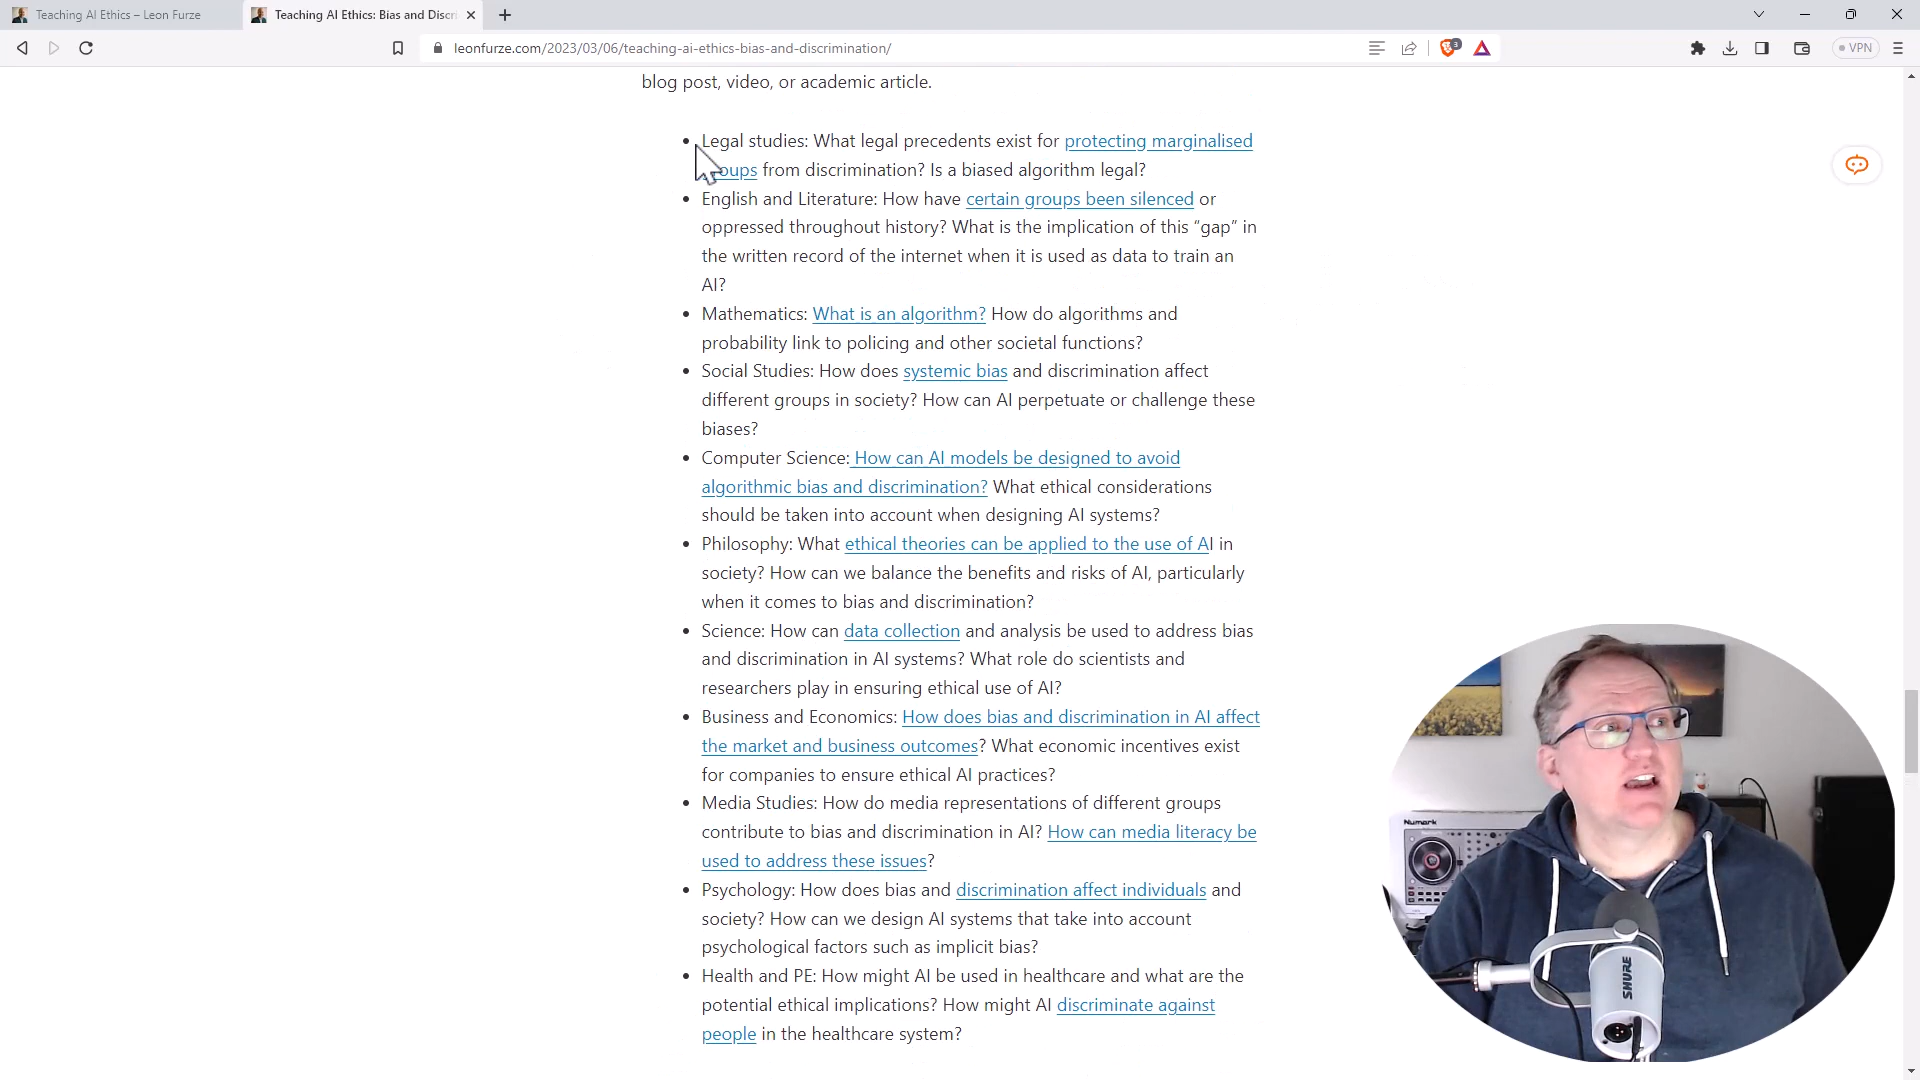 Teaching AI Ethics – Leon Furze
Teaching AI Ethics: Bias and Discri
leonfurze.com/2023/03/06/teaching-ai-ethics-bias-and-discrimination/
3
VPN
blog post, video, or academic article.
Legal studies: What legal precedents exist for protecting marginalised
oups from discrimination? Is a biased algorithm legal?
English and Literature: How have certain groups been silenced or
oppressed throughout history? What is the implication of this “gap” in
the written record of the internet when it is used as data to train an
AI?
Mathematics: What is an algorithm? How do algorithms and
probability link to policing and other societal functions?
Social Studies: How does systemic bias and discrimination affect
different groups in society? How can AI perpetuate or challenge these
biases?
Computer Science: How can AI models be designed to avoid
algorithmic bias and discrimination? What ethical considerations
should be taken into account when designing AI systems?
Philosophy: What ethical theories can be applied to the use of AI in
society? How can we balance the benefits and risks of AI, particularly
when it comes to bias and discrimination?
Science: How can data collection and analysis be used to address bias
and discrimination in AI systems? What role do scientists and
researchers play in ensuring ethical use of AI?
Business and Economics: How does bias and discrimination in AI affect
the market and business outcomes? What economic incentives exist
for companies to ensure ethical AI practices?
Media Studies: How do media representations of different groups
contribute to bias and discrimination in AI? How can media literacy be
used to address these issues?
Psychology: How does bias and discrimination affect individuals and
society? How can we design AI systems that take into account
psychological factors such as implicit bias?
Health and PE: How might AI be used in healthcare and what are the
potential ethical implications? How might AI discriminate against
people in the healthcare system?
Numark
SHURE